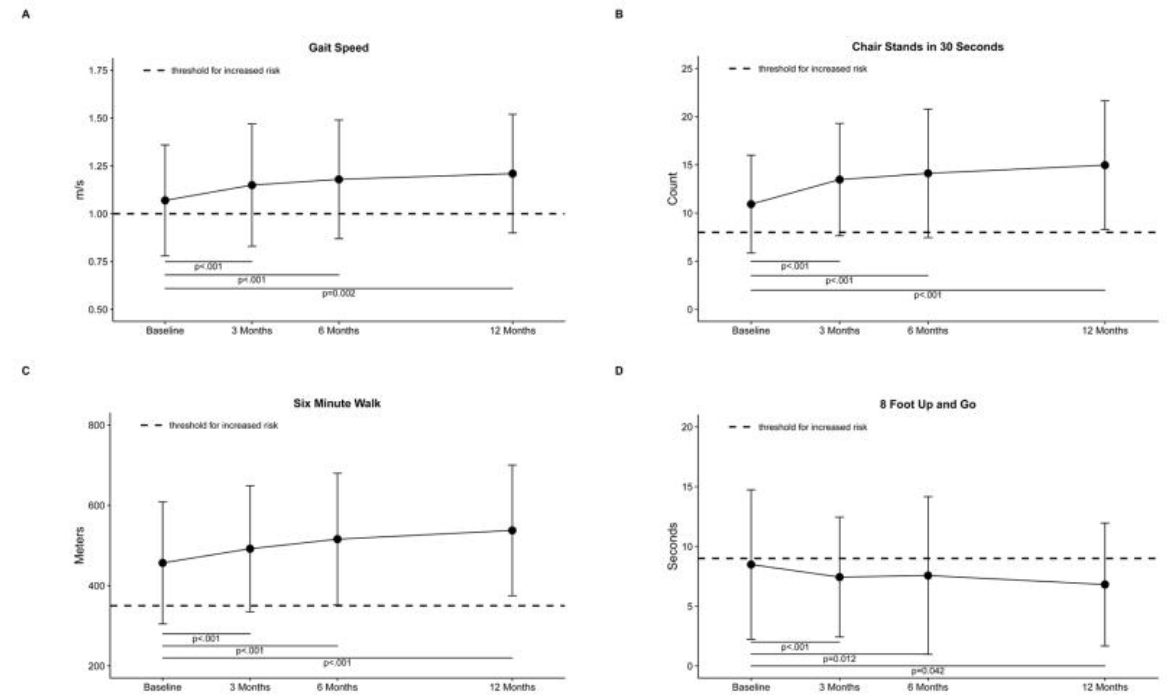 A
Gait Speed
threshold for increased risk
1.75
1.50
1.25
1.00
0.75
0.50
m/s
p<.001
p<.001
p=0.002
Baseline
3 Months
6 Months
12 Months
B
Chair Stands in 30 Seconds
threshold for increased risk
25
20
15
10
5
0
Count
p<.001
p<.001
p<.001
Baseline
3 Months
6 Months
12 Months
C
Six Minute Walk
threshold for increased risk
800
600
400
200
Meters
p<.001
p<.001
p<.001
Baseline
3 Months
6 Months
12 Months
D
8 Foot Up and Go
threshold for increased risk
20
15
10
5
0
Seconds
p<.001
p=0.012
p=0.042
Baseline
3 Months
6 Months
12 Months